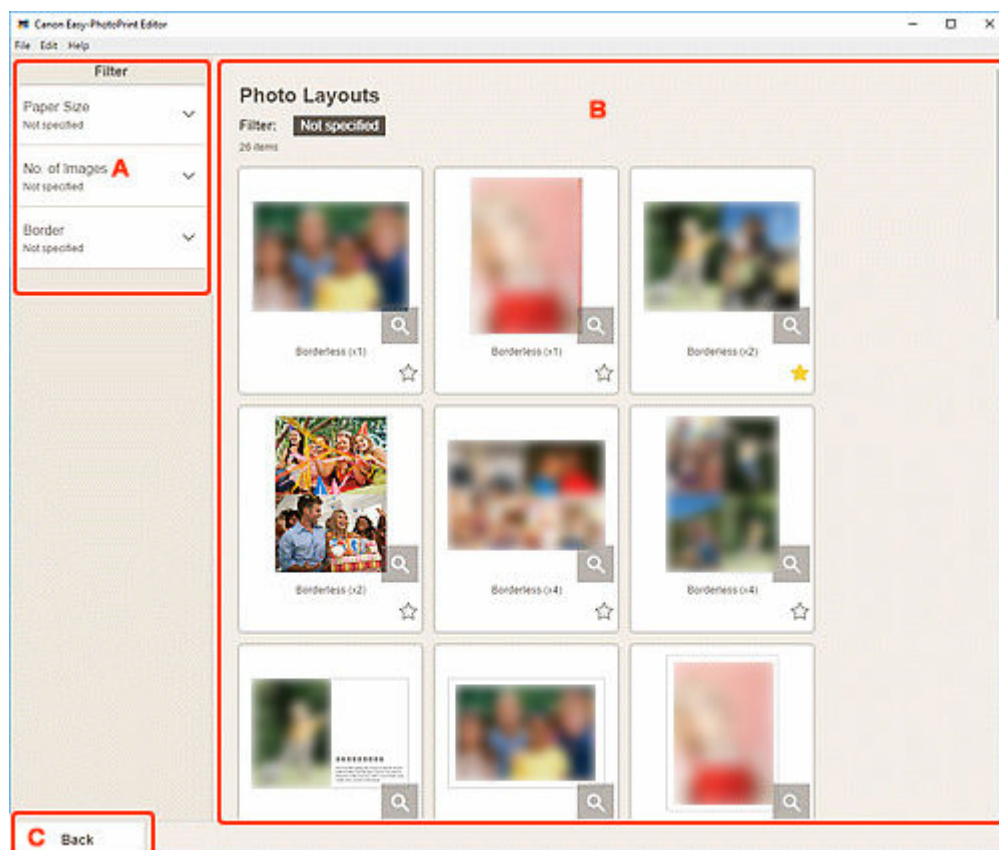 Canon Easy-PhotoPrint Editor
File Edit Help
Filter
Paper Size
Not specified
No. of Images A
Not specified
Border
Not specified
Photo Layouts
B
Filter: Not specified
26 items
Borderless (x1)
Borderless (x1)
Borderless (x2)
Borderless (x2)
Borderless (x4)
Borderless (x4)
C Back